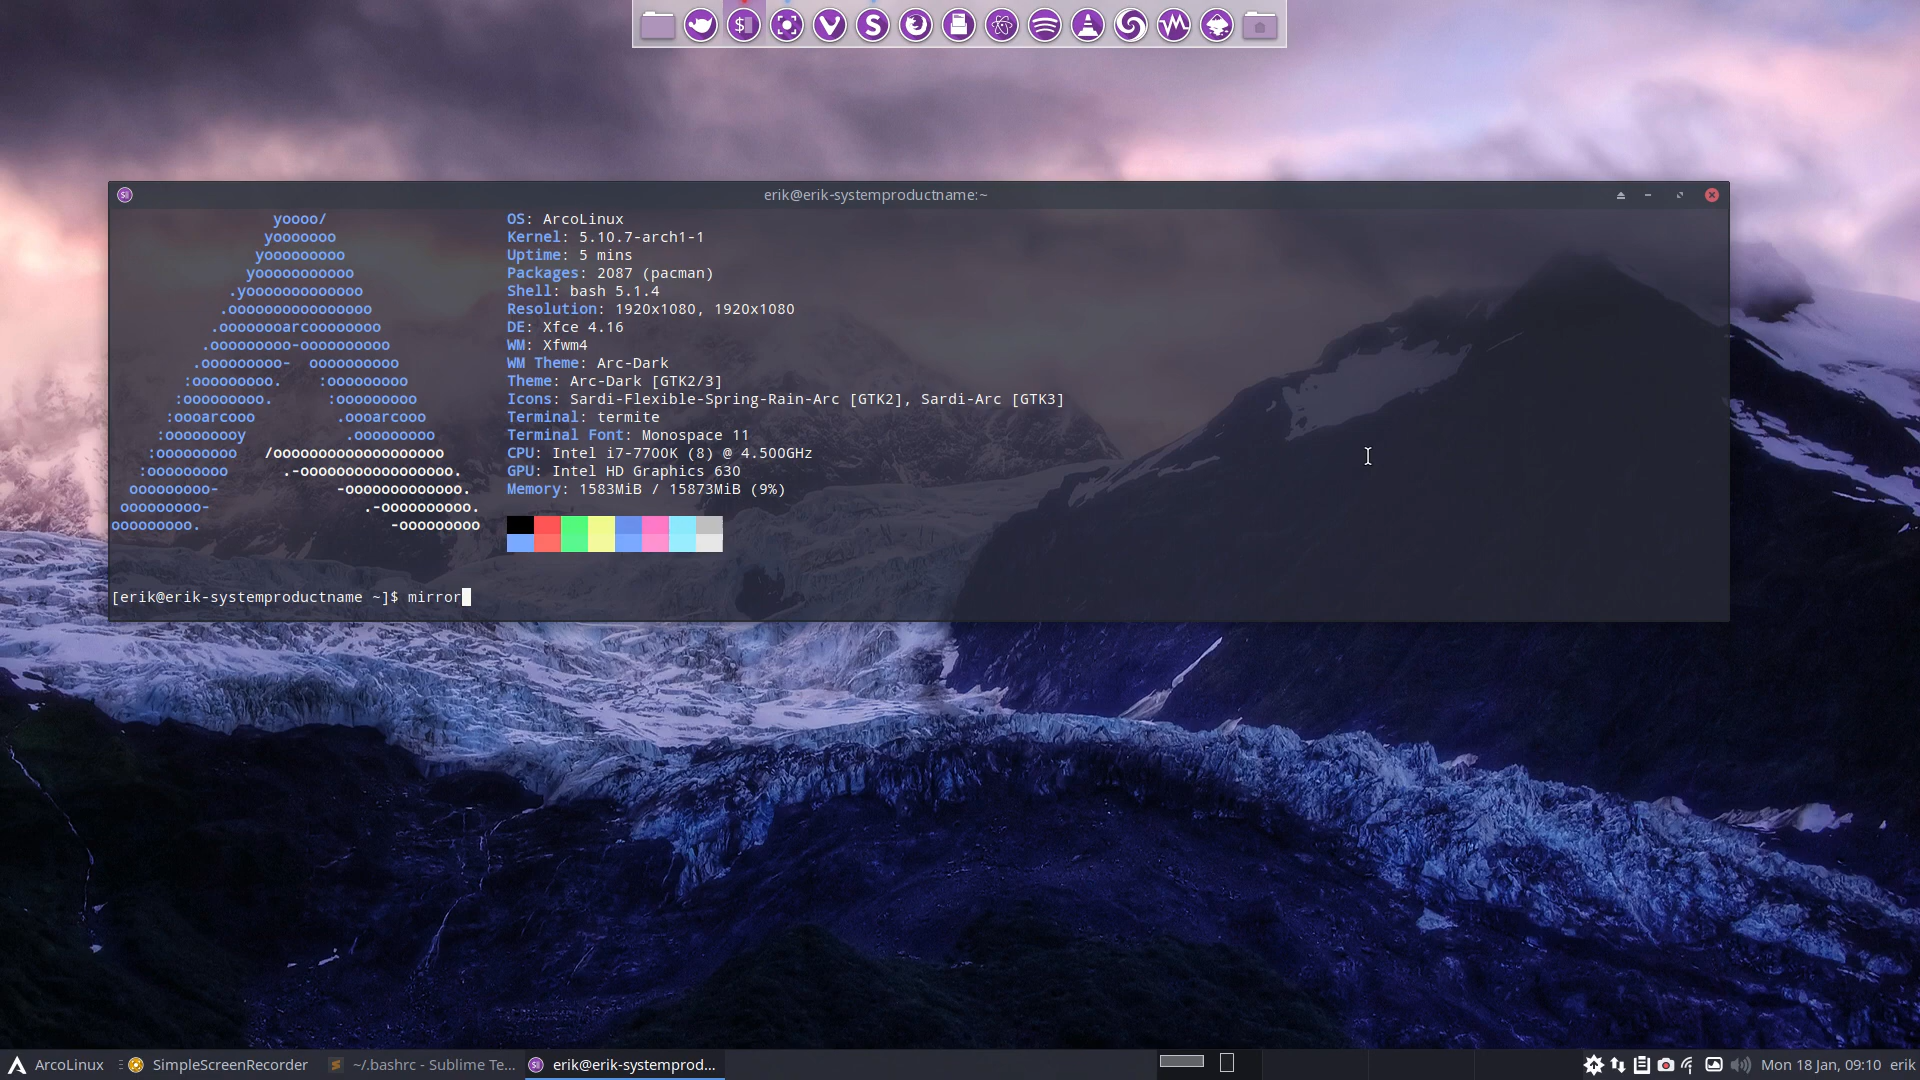 erik@erik-systemproductname:~
yoooo/
yooooooo
yooooooooo
yooooooooooo
.yooooooooooooo
.oooooooooooooooo
.ooooooooarcoooooooo
.ooooooooo-oooooooooo
.ooooooooo- oooooooooo
:ooooooooo. :ooooooooo
:ooooooooo. :ooooooooo
:oooarcooo .oooarcooo
:ooooooooy .ooooooooo
:ooooooooo /ooooooooooooooooooo
:ooooooooo .-ooooooooooooooooo.
ooooooooo- -ooooooooooooo.
ooooooooo- .-oooooooooo.
ooooooooo. -ooooooooo
OS: ArcoLinux
Kernel: 5.10.7-arch1-1
Uptime: 5 mins
Packages: 2087 (pacman)
Shell: bash 5.1.4
Resolution: 1920x1080, 1920x1080
DE: Xfce 4.16
WM: Xfwm4
WM Theme: Arc-Dark
Theme: Arc-Dark [GTK2/3]
Icons: Sardi-Flexible-Spring-Rain-Arc [GTK2], Sardi-Arc [GTK3]
Terminal: termite
Terminal Font: Monospace 11
CPU: Intel i7-7700K (8) @ 4.500GHz
GPU: Intel HD Graphics 630
Memory: 1583MiB / 15873MiB (9%)
[erik@erik-systemproductname ~]$ mirror
ArcoLinux
SimpleScreenRecorder
~/.bashrc - Sublime Te...
erik@erik-systemprod...
Mon 18 Jan, 09:10 erik